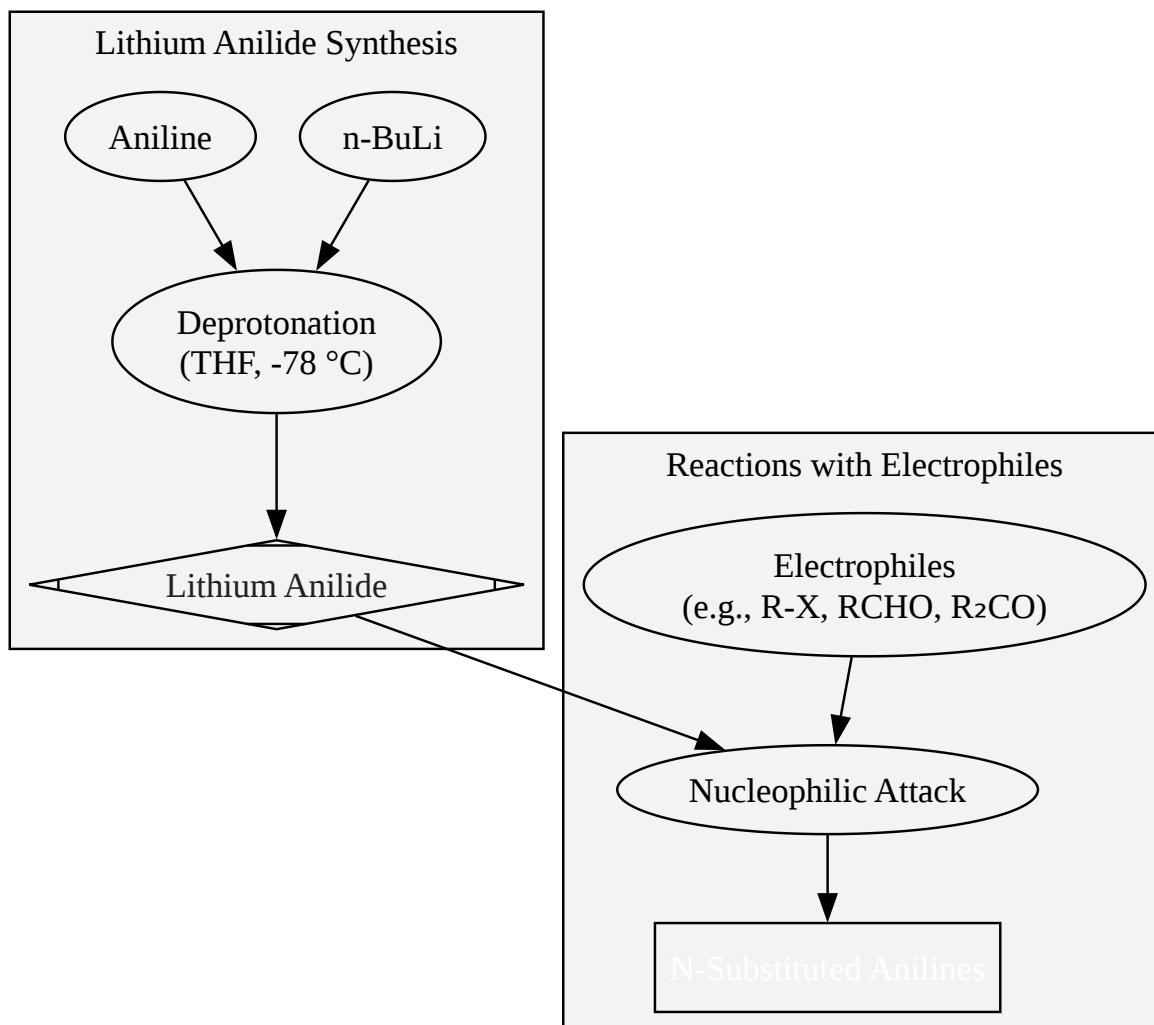 Lithium Anilide Synthesis
Aniline
n-BuLi
Deprotonation
(THF, -78 °C)
Lithium Anilide
Reactions with Electrophiles
Electrophiles
(e.g., R-X, RCHO, R₂CO)
Nucleophilic Attack
N-Substituted Anilines